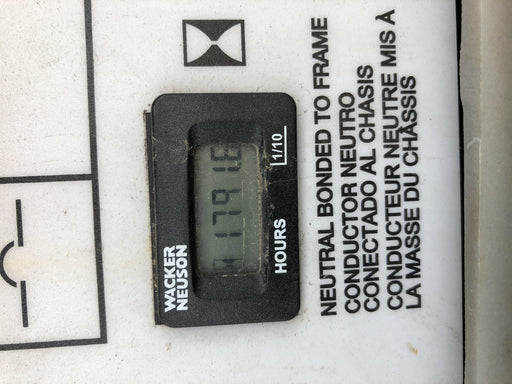 WACKER
NEUSON
HOURS
1/10
NEUTRAL BONDED TO FRAME
CONDUCTOR NEUTRO
CONECTADO AL CHASIS
CONDUCTEUR NEUTRE MIS À
LA MASSE DU CHÂSSIS